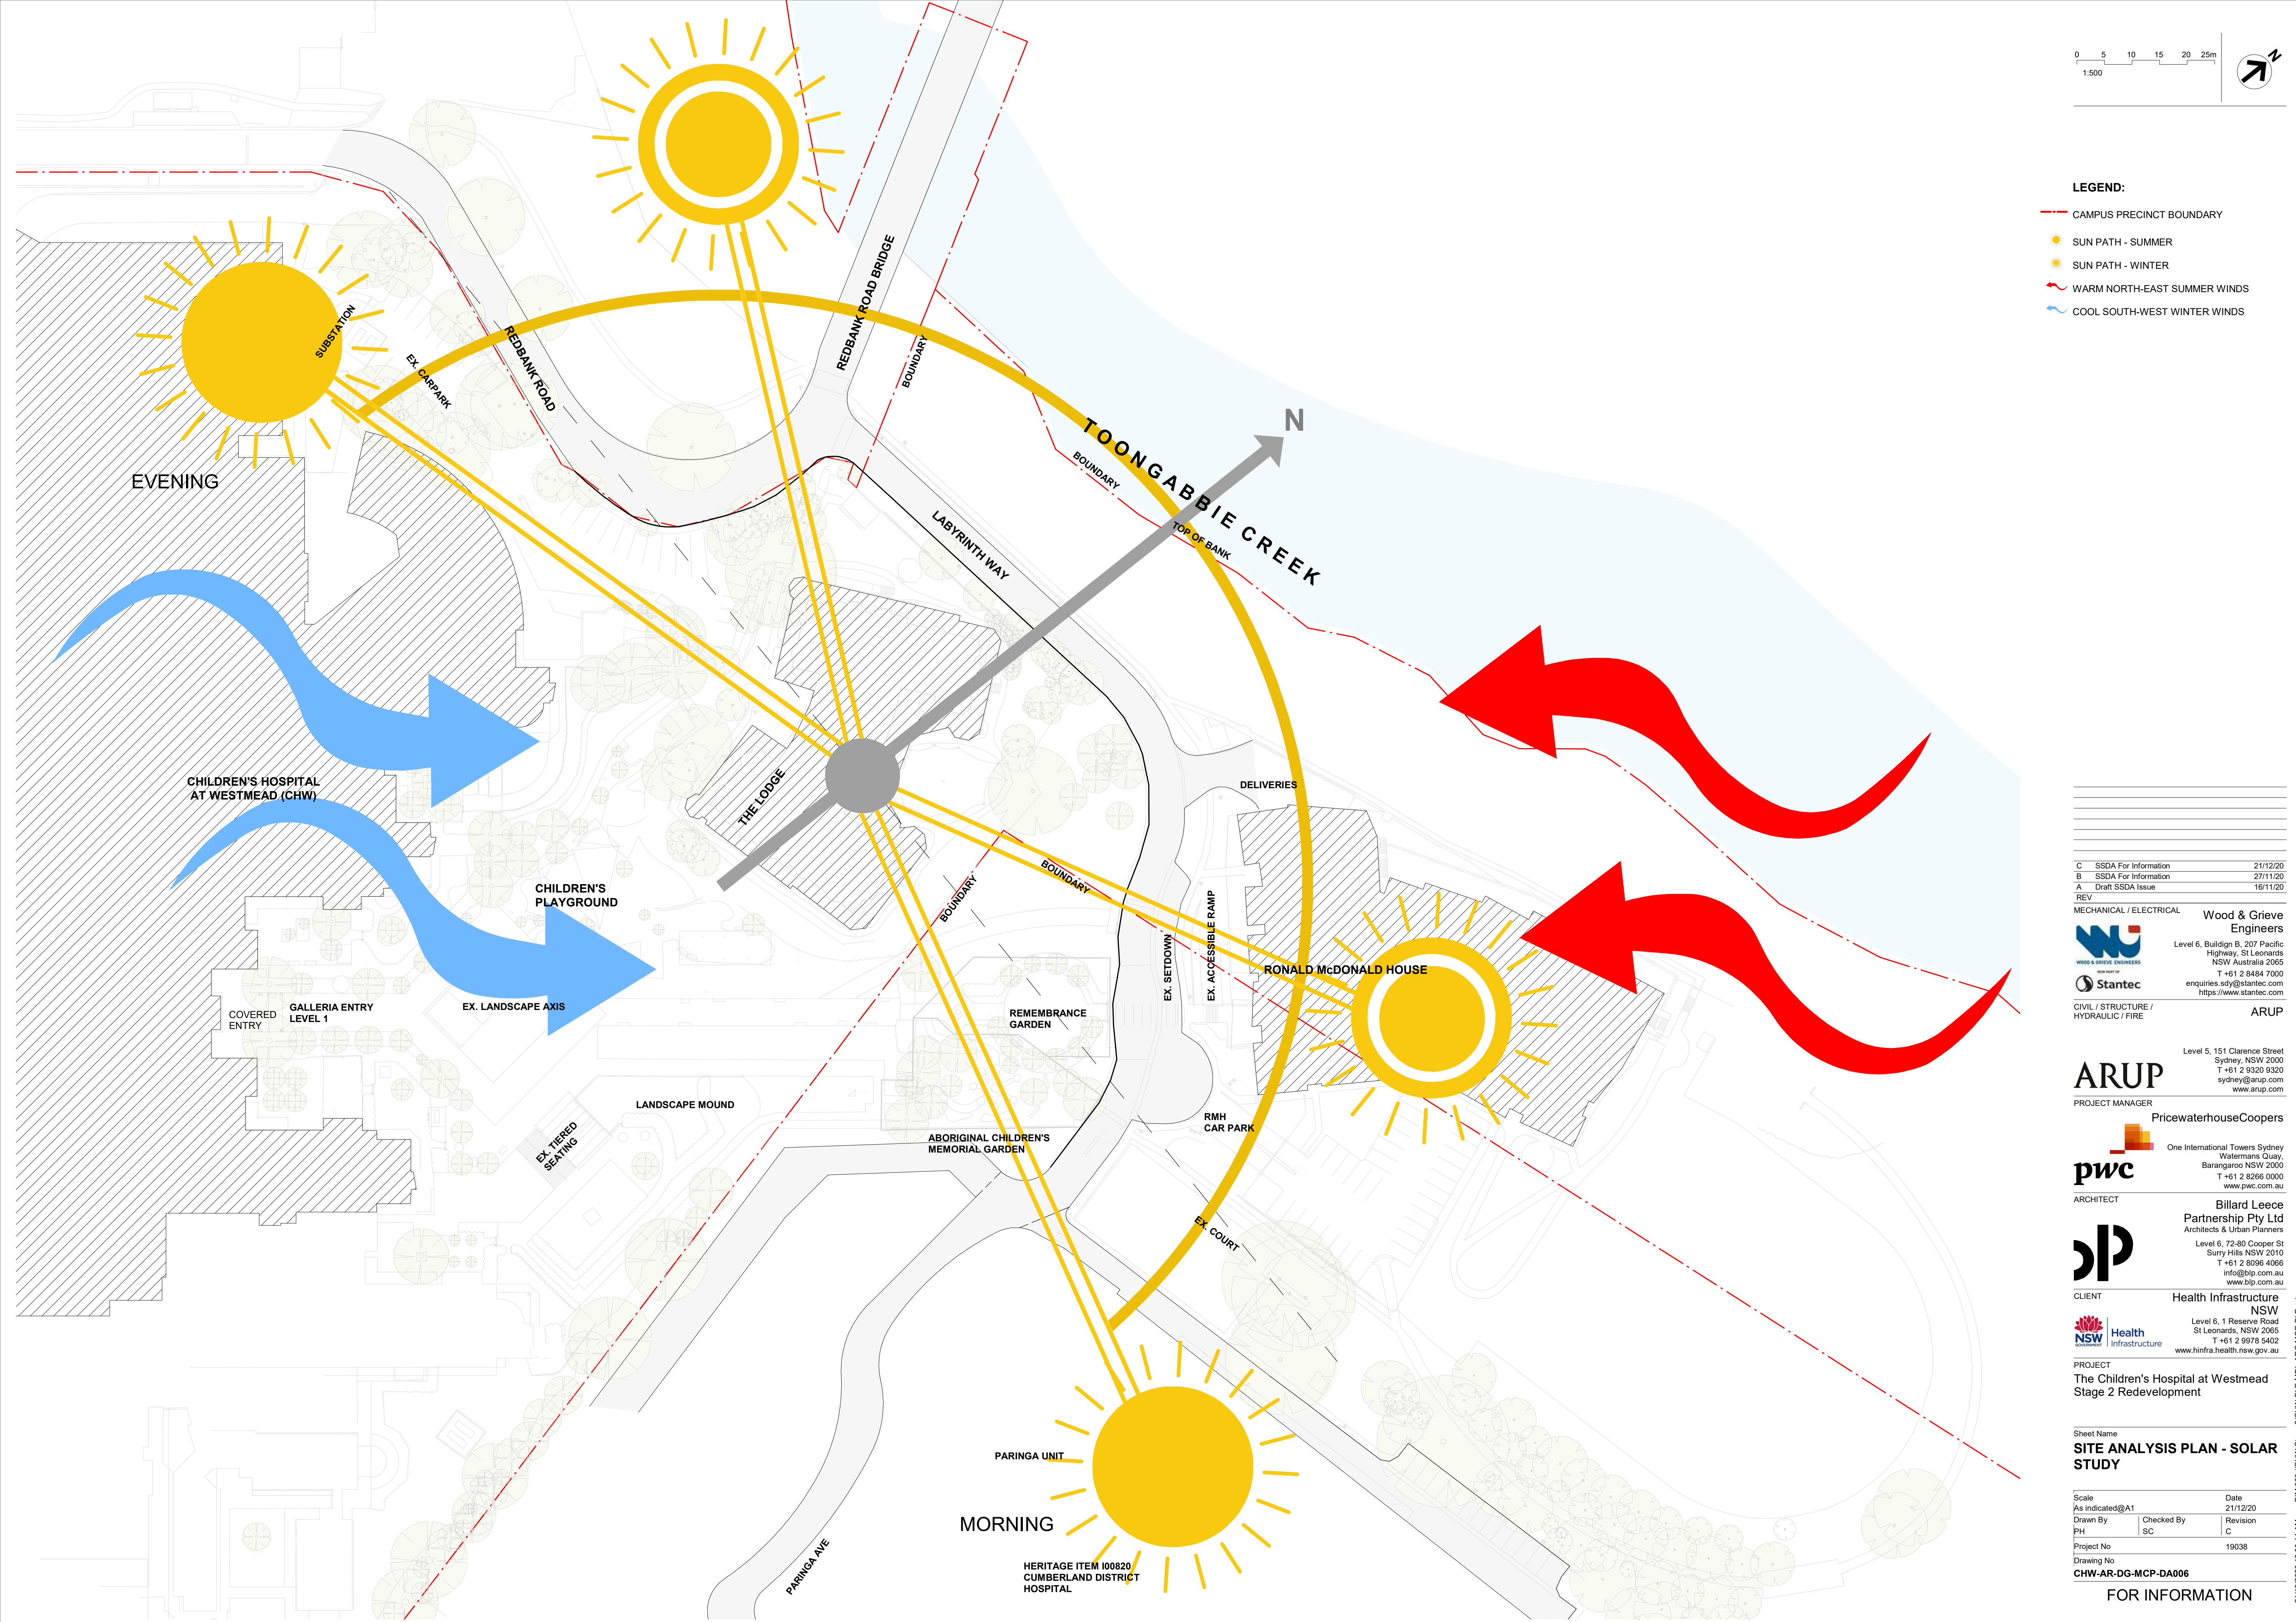 0 5 10 15 20 25m
1:500
N
LEGEND:
CAMPUS PRECINCT BOUNDARY
SUN PATH - SUMMER
SUN PATH - WINTER
WARM NORTH-EAST SUMMER WINDS
COOL SOUTH-WEST WINTER WINDS
SUBSTATION
EX. CARPARK
REDBANK ROAD
REDBANK ROAD BRIDGE
BOUNDARY
EVENING
N
TOONGABBIE CREEK
BOUNDARY
TOP OF BANK
LABYRINTH WAY
CHILDREN'S HOSPITAL
AT WESTMEAD (CHW)
THE LODGE
DELIVERIES
CHILDREN'S
PLAYGROUND
BOUNDARY
BOUNDARY
EX. SETDOWN
EX. ACCESSIBLE RAMP
RONALD McDONALD HOUSE
COVERED
ENTRY
GALLERIA ENTRY
LEVEL 1
EX. LANDSCAPE AXIS
REMEMBRANCE
GARDEN
LANDSCAPE MOUND
EX. TIERED
SEATING
ABORIGINAL CHILDREN'S
MEMORIAL GARDEN
RMH
CAR PARK
EX. COURT
PARINGA UNIT
MORNING
PARINGA AVE
HERITAGE ITEM I00820
CUMBERLAND DISTRICT
HOSPITAL
C SSDA For Information 21/12/20
B SSDA For Information 27/11/20
A Draft SSDA Issue 16/11/20
REV
MECHANICAL / ELECTRICAL
Wood & Grieve
Engineers
Level 6, Buildign B, 207 Pacific
Highway, St Leonards
NSW Australia 2065
T +61 2 8484 7000
enquiries.sdy@stantec.com
https://www.stantec.com
WOOD & GRIEVE ENGINEERS
NOW PART OF
Stantec
CIVIL / STRUCTURE /
HYDRAULIC / FIRE
ARUP
Level 5, 151 Clarence Street
Sydney, NSW 2000
T +61 2 9320 9320
sydney@arup.com
www.arup.com
ARUP
PROJECT MANAGER
PricewaterhouseCoopers
One International Towers Sydney
Watermans Quay,
Barangaroo NSW 2000
T +61 2 8266 0000
www.pwc.com.au
pwc
ARCHITECT
Billard Leece
Partnership Pty Ltd
Architects & Urban Planners
Level 6, 72-80 Cooper St
Surry Hills NSW 2010
T +61 2 8096 4066
info@blp.com.au
www.blp.com.au
blp
CLIENT
Health Infrastructure
NSW
Level 6, 1 Reserve Road
St Leonards, NSW 2065
T +61 2 9978 5402
www.hinfra.health.nsw.gov.au
NSW
GOVERNMENT
Health
Infrastructure
PROJECT
The Children's Hospital at Westmead
Stage 2 Redevelopment
Sheet Name
SITE ANALYSIS PLAN - SOLAR
STUDY
Scale Date
As indicated@A1 21/12/20
Drawn By Checked By Revision
PH SC C
Project No 19038
Drawing No
CHW-AR-DG-MCP-DA006
FOR INFORMATION